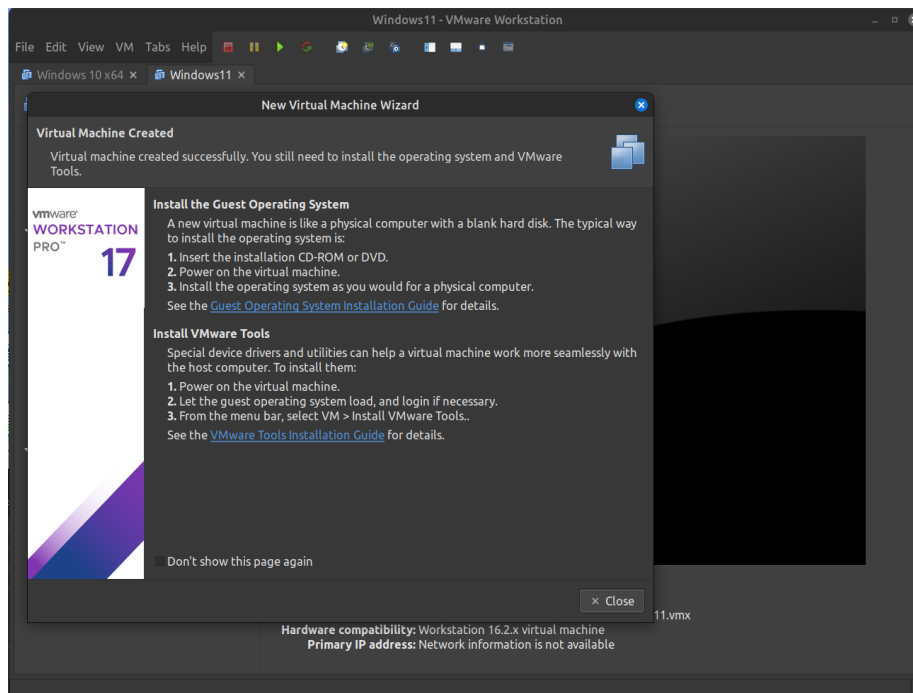 Windows11 - VMware Workstation
File Edit View VM Tabs Help
Windows 10 x64 × Windows11 ×
New Virtual Machine Wizard
Virtual Machine Created
Virtual machine created successfully. You still need to install the operating system and VMware
Tools.
vmware
WORKSTATION
PRO™
17
Install the Guest Operating System
A new virtual machine is like a physical computer with a blank hard disk. The typical way
to install the operating system is:
1. Insert the installation CD-ROM or DVD.
2. Power on the virtual machine.
3. Install the operating system as you would for a physical computer.
See the Guest Operating System Installation Guide for details.
Install VMware Tools
Special device drivers and utilities can help a virtual machine work more seamlessly with
the host computer. To install them:
1. Power on the virtual machine.
2. Let the guest operating system load, and login if necessary.
3. From the menu bar, select VM > Install VMware Tools..
See the VMware Tools Installation Guide for details.
Don't show this page again
× Close
11.vmx
Hardware compatibility: Workstation 16.2.x virtual machine
Primary IP address: Network information is not available